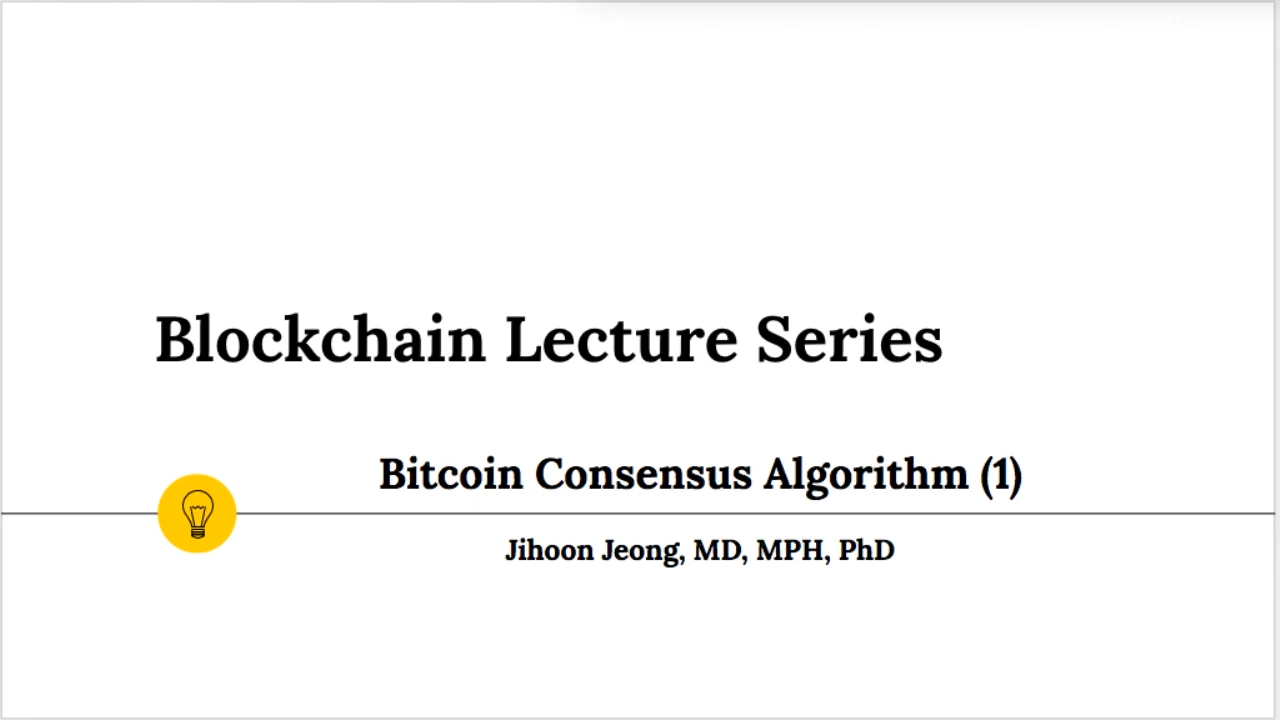 Blockchain Lecture Series
Bitcoin Consensus Algorithm (1)
Jihoon Jeong, MD, MPH, PhD